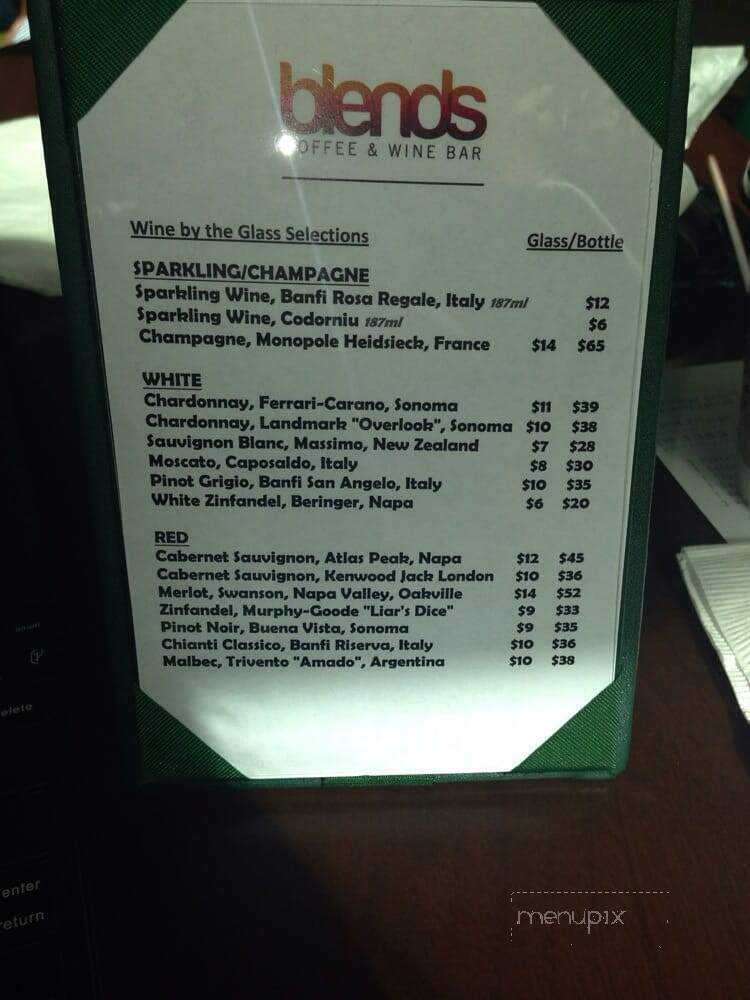 blends
COFFEE & WINE BAR
Wine by the Glass Selections Glass/Bottle
SPARKLING/CHAMPAGNE
Sparkling Wine, Banfi Rosa Regale, Italy 187ml $12
Sparkling Wine, Codorniu 187ml $6
Champagne, Monopole Heidsieck, France $14 $65
WHITE
Chardonnay, Ferrari-Carano, Sonoma $11 $39
Chardonnay, Landmark "Overlook", Sonoma $10 $38
Sauvignon Blanc, Massimo, New Zealand $7 $28
Moscato, Caposaldo, Italy $8 $30
Pinot Grigio, Banfi San Angelo, Italy $10 $35
White Zinfandel, Beringer, Napa $6 $20
RED
Cabernet Sauvignon, Atlas Peak, Napa $12 $45
Cabernet Sauvignon, Kenwood Jack London $10 $36
Merlot, Swanson, Napa Valley, Oakville $14 $52
Zinfandel, Murphy-Goode "Liar's Dice" $9 $33
Pinot Noir, Buena Vista, Sonoma $9 $35
Chianti Classico, Banfi Riserva, Italy $10 $36
Malbec, Trivento "Amado", Argentina $10 $38
elete
enter
return
menupix